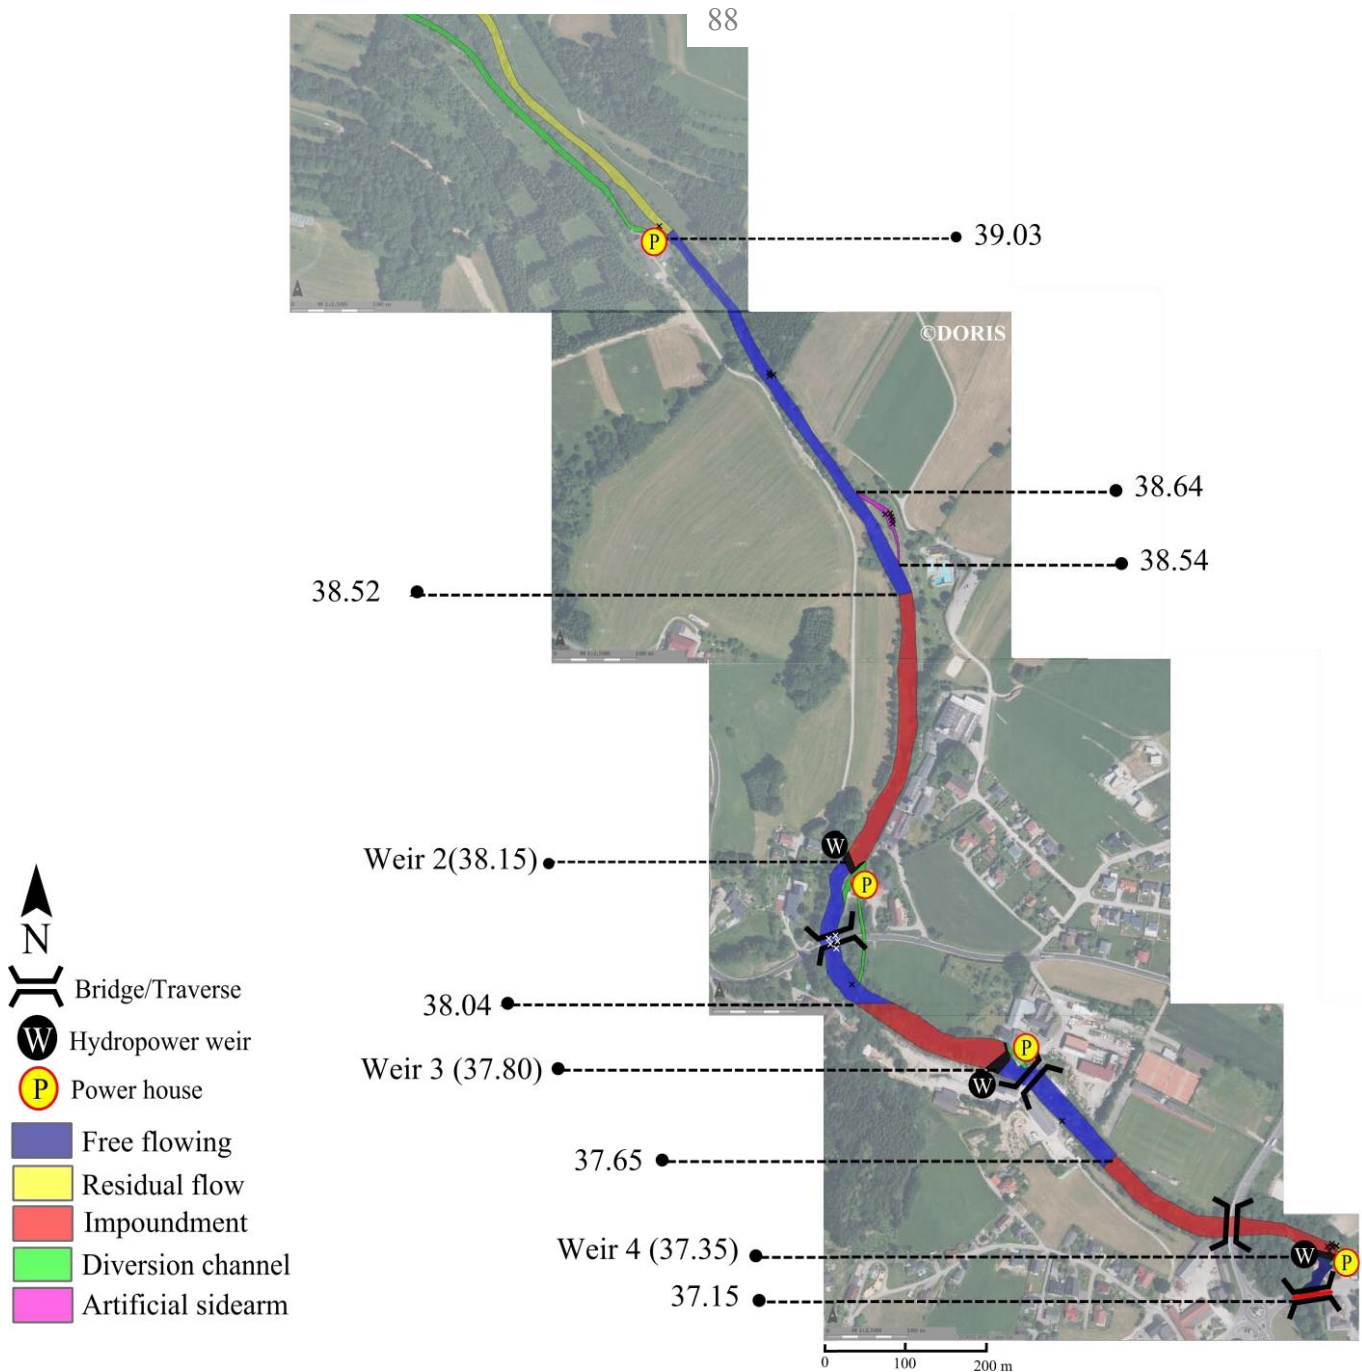 88
39.03
©DORIS
38.64
38.54
38.52
W
Weir 2(38.15)
P
38.04
Weir 3 (37.80)
P
W
37.65
Weir 4 (37.35)
W
P
37.15
P
N
Bridge/Traverse
W Hydropower weir
P Power house
Free flowing
Residual flow
Impoundment
Diversion channel
Artificial sidearm
0 100 200 m